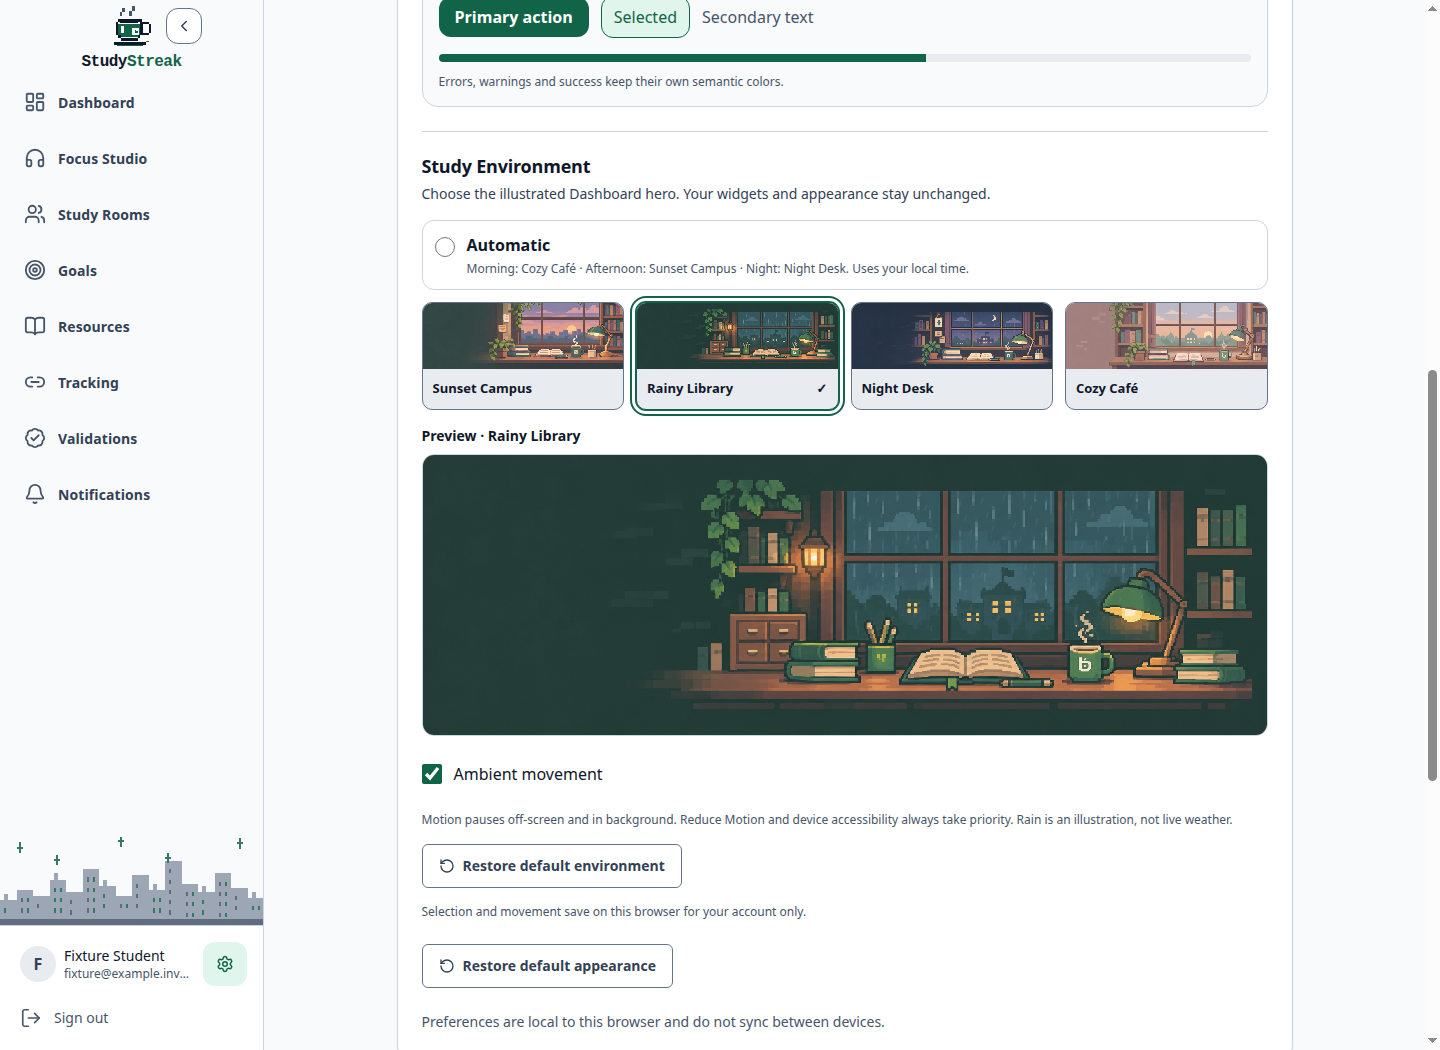 StudyStreak
Dashboard
Focus Studio
Study Rooms
Goals
Resources
Tracking
Validations
Notifications
F
Fixture Student
fixture@example.inv...
Sign out
Primary action
Selected
Secondary text
Errors, warnings and success keep their own semantic colors.
Study Environment
Choose the illustrated Dashboard hero. Your widgets and appearance stay unchanged.
Automatic
Morning: Cozy Café · Afternoon: Sunset Campus · Night: Night Desk. Uses your local time.
Sunset Campus
Rainy Library ✓
Night Desk
Cozy Café
Preview · Rainy Library
b
Ambient movement
Motion pauses off-screen and in background. Reduce Motion and device accessibility always take priority. Rain is an illustration, not live weather.
Restore default environment
Selection and movement save on this browser for your account only.
Restore default appearance
Preferences are local to this browser and do not sync between devices.